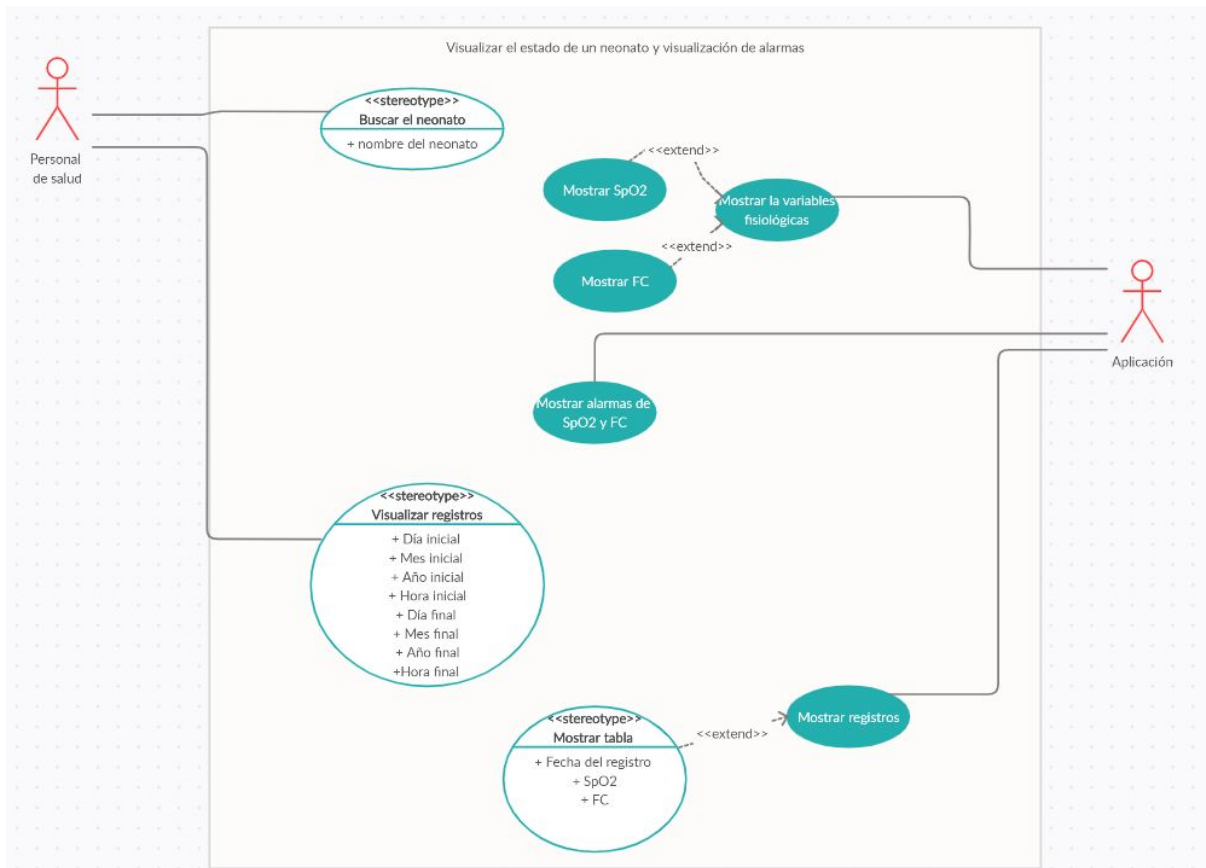 Visualizar el estado de un neonato y visualización de alarmas
Personal
de salud
<<stereotype>>
Buscar el neonato
+ nombre del neonato
<<extend>>
Mostrar SpO2
Mostrar la variables
fisiológicas
<<extend>>
Mostrar FC
Aplicación
Mostrar alarmas de
SpO2 y FC
<<stereotype>>
Visualizar registros
+ Día inicial
+ Mes inicial
+ Año inicial
+ Hora inicial
+ Día final
+ Mes final
+ Año final
+Hora final
Mostrar registros
<<stereotype>>
Mostrar tabla
<<extend>>
+ Fecha del registro
+ SpO2
+ FC